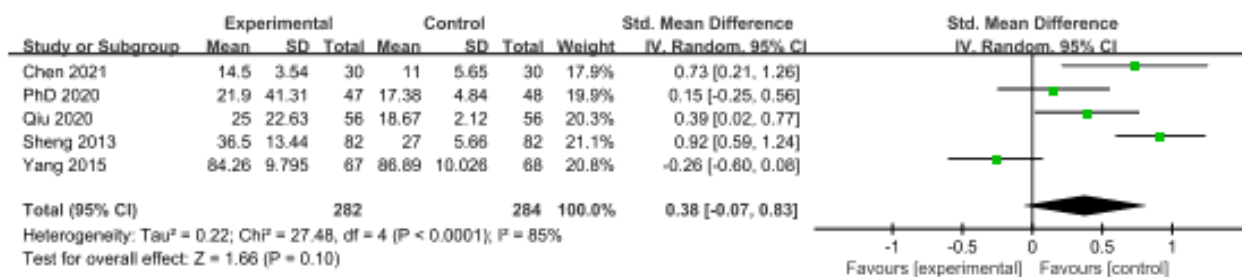 Experimental Control Std. Mean Difference Std. Mean Difference
Study or Subgroup Mean SD Total Mean SD Total Weight IV. Random. 95% CI IV. Random. 95% CI
Chen 2021 14.5 3.54 30 11 5.65 30 17.9% 0.73 [0.21, 1.26]
PhD 2020 21.9 41.31 47 17.38 4.84 48 19.9% 0.15 [-0.25, 0.56]
Qiu 2020 25 22.63 56 18.67 2.12 56 20.3% 0.39 [0.02, 0.77]
Sheng 2013 36.5 13.44 82 27 5.66 82 21.1% 0.92 [0.59, 1.24]
Yang 2015 84.26 9.795 67 86.89 10.026 68 20.8% -0.26 [-0.60, 0.08]
Total (95% CI) 282 284 100.0% 0.38 [-0.07, 0.83]
Heterogeneity: Tau² = 0.22; Chi² = 27.48, df = 4 (P < 0.0001); I² = 85%
Test for overall effect: Z = 1.66 (P = 0.10)
-1 -0.5 0 0.5 1
Favours [experimental] Favours [control]